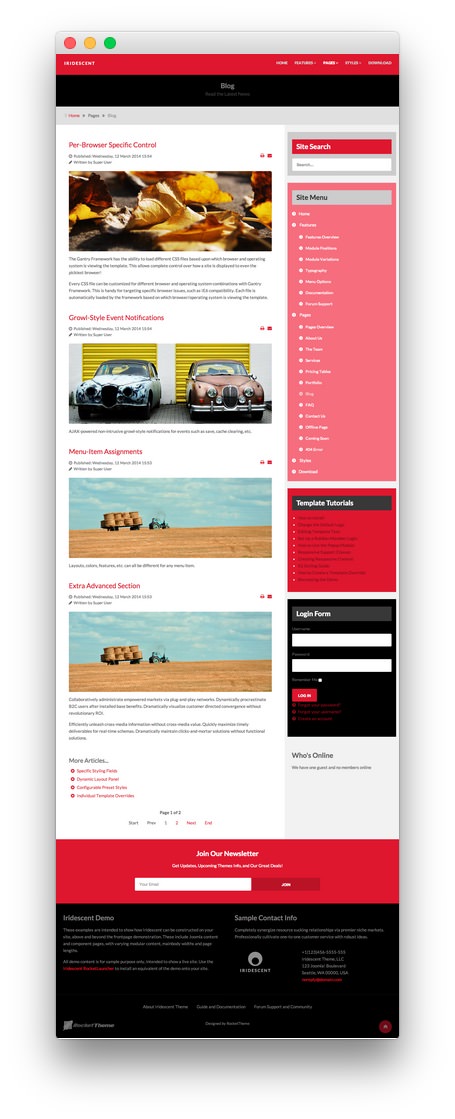 IRIDESCENT
HOME FEATURES PAGES STYLES DOWNLOAD
Blog
Read the Latest News
Home Pages Blog
Per-Browser Specific Control
Published: Wednesday, 12 March 2014 15:54
Written by Super User
The Gantry Framework has the ability to load different CSS files based upon which browser and operating
system is viewing the template. This allows complete control over how a site is displayed to even the
pickiest browser!
Every CSS file can be customized for different browser and operating system combinations with Gantry
Framework. This is handy for targeting specific browser issues, such as IE6 compatibility. Each file is
automatically loaded by the Framework based on which browser/operating system is viewing the template.
Growl-Style Event Notifications
Published: Wednesday, 12 March 2014 15:54
Written by Super User
AJAX-powered non-intrusive growl-style notifications for events such as save, cache clearing, etc.
Menu-Item Assignments
Published: Wednesday, 12 March 2014 15:53
Written by Super User
Layouts, colors, features, etc. can all be different for any menu item.
Extra Advanced Section
Published: Wednesday, 12 March 2014 15:53
Written by Super User
Collaboratively administrate empowered markets via plug-and-play networks. Dynamically procrastinate
B2C users after installed base benefits. Dramatically visualize customer directed convergence without
revolutionary ROI.
Efficiently unleash cross-media information without cross-media value. Quickly maximize timely
deliverables for real-time schemas. Dramatically maintain clicks-and-mortar solutions without functional
solutions.
More Articles...
Specific Styling Fields
Dynamic Layout Panel
Configurable Preset Styles
Individual Template Overrides
Page 1 of 2
Start Prev 1 2 Next End
Site Search
Search...
Site Menu
Home
Features
Features Overview
Module Positions
Module Variations
Typography
Menu Options
Documentation
Forum Support
Pages
Pages Overview
About Us
The Team
Services
Pricing Tables
Portfolio
Blog
FAQ
Contact Us
Offline Page
Coming Soon
404 Error
Styles
Download
Template Tutorials
Login Form
Username
Password
Remember Me
LOG IN
Forgot your password?
Forgot your username?
Create an account
Who's Online
We have one guest and no members online
Join Our Newsletter
Get Updates, Upcoming Themes Info, and Our Great Deals!
Your Email
JOIN
Iridescent Demo
These examples are intended to show how Iridescent can be constructed on your
site, above and beyond the frontpage demonstration. These include Joomla content
and component pages, with varying modular content, mainbody widths and page
lengths.
All demo content is for sample purpose only, intended to show a live site. Use the
Iridescent RocketLauncher to install an equivalent of the demo onto your site.
Sample Contact Info
Completely synergize resource sucking relationships via premier niche markets.
Professionally cultivate one-to-one customer service with robust ideas.
IRIDESCENT
+1(123)456-5555-555
Iridescent Theme, LLC
123 Joomla! Boulevard
Seattle, WA 00000, USA
About Iridescent Theme Guide and Documentation Forum Support and Community
RocketTheme
Designed by RocketTheme